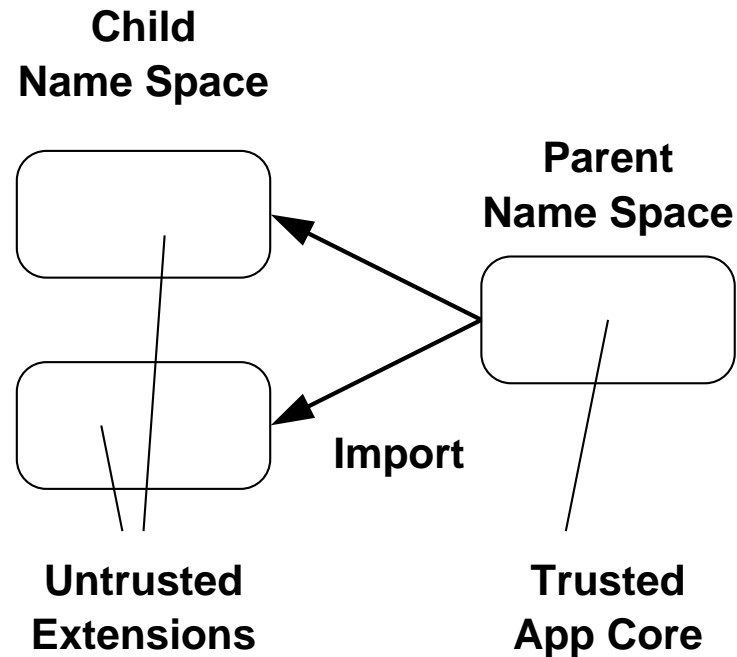 Child
Name Space
Parent
Name Space
Import
Untrusted
Extensions
Trusted
App Core